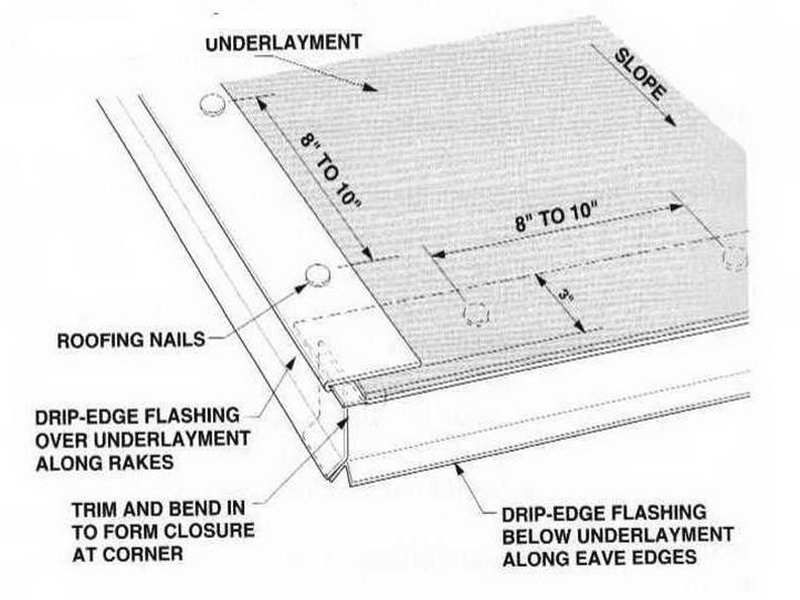 UNDERLAYMENT
SLOPE
8" TO 10"
8" TO 10"
3"
ROOFING NAILS
DRIP-EDGE FLASHING
OVER UNDERLAYMENT
ALONG RAKES
TRIM AND BEND IN
TO FORM CLOSURE
AT CORNER
DRIP-EDGE FLASHING
BELOW UNDERLAYMENT
ALONG EAVE EDGES